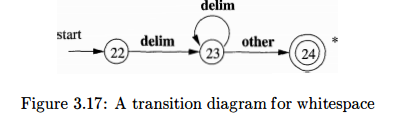 delim
start
delim
other
*
22
23
24
Figure 3.17: A transition diagram for whitespace